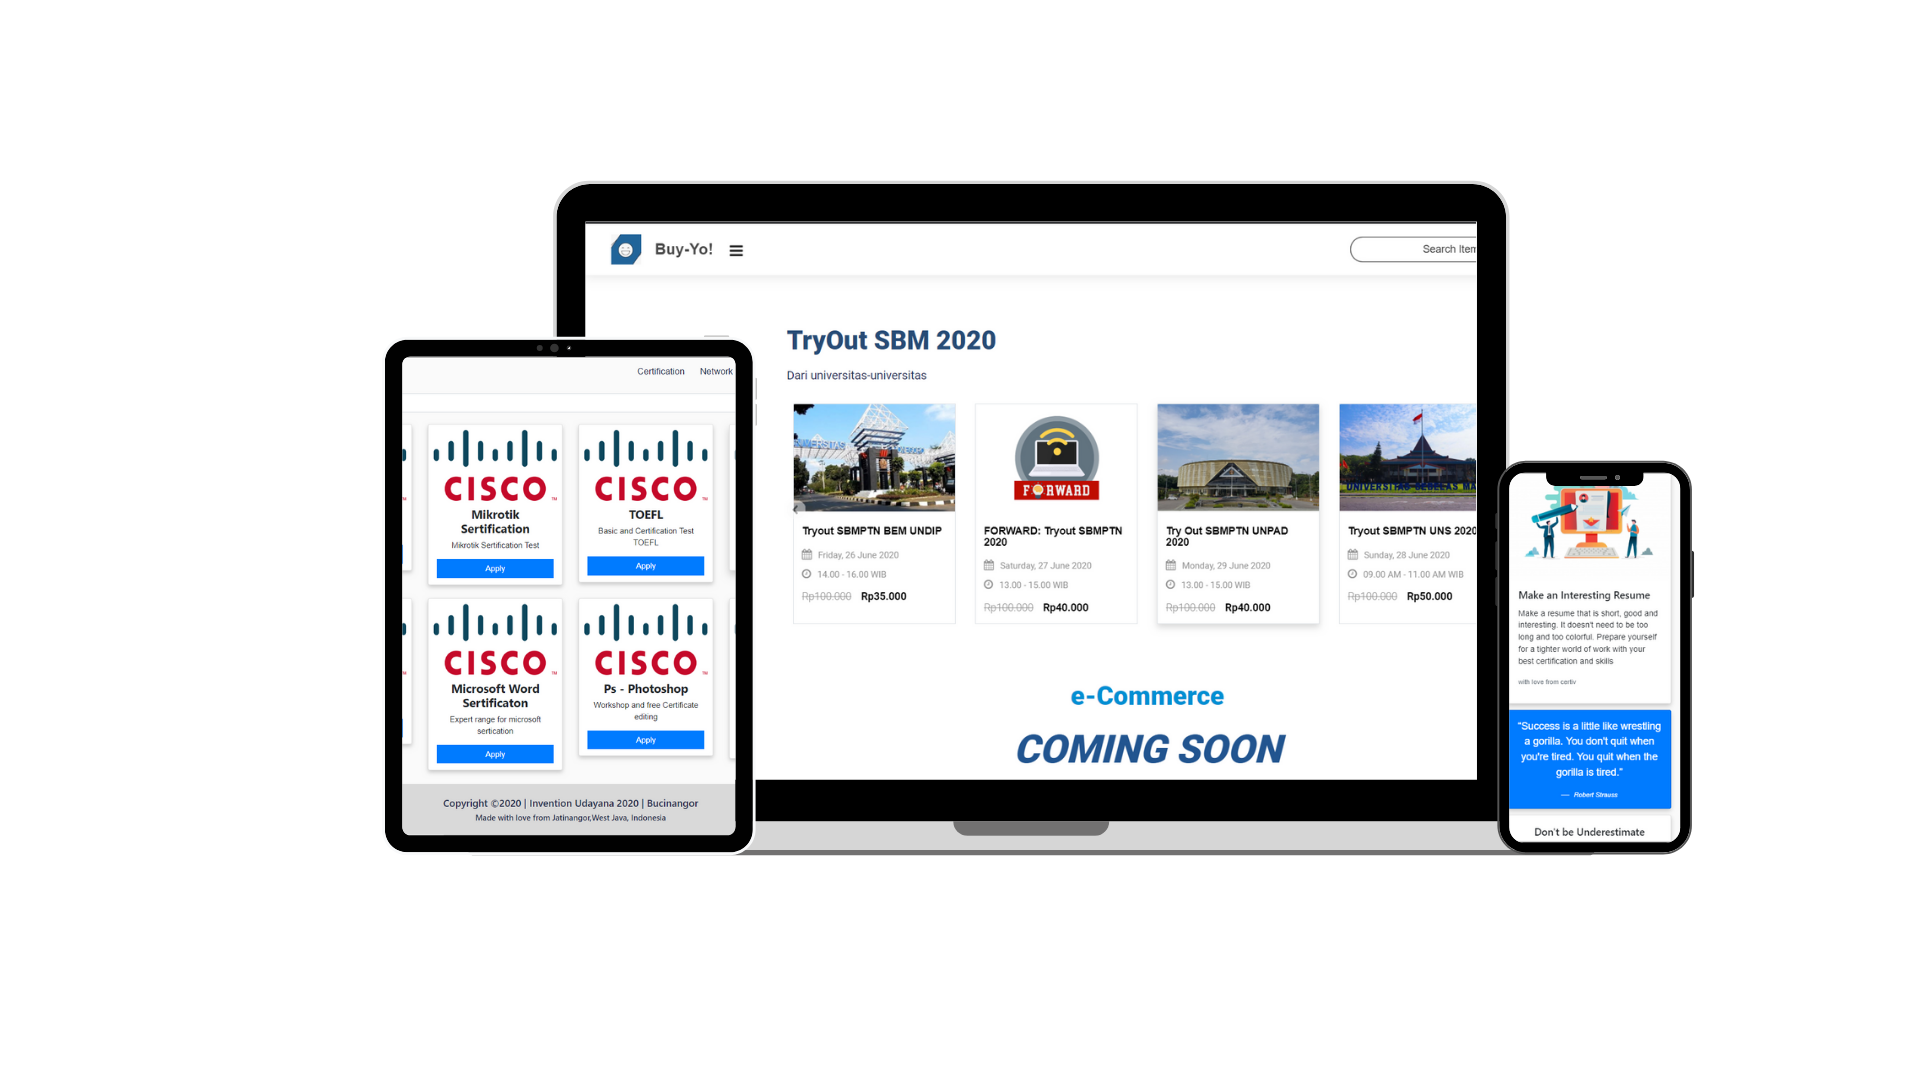 Buy-Yo!
Search Item
TryOut SBM 2020
Dari universitas-universitas
FORWARD
UNIVERSITAS SEBELAS MA
Tryout SBMPTN BEM UNDIP
Friday, 26 June 2020
14.00 - 16.00 WIB
Rp100.000 Rp35.000
FORWARD: Tryout SBMPTN
2020
Saturday, 27 June 2020
13.00 - 15.00 WIB
Rp100.000 Rp40.000
Try Out SBMPTN UNPAD
2020
Monday, 29 June 2020
13.00 - 15.00 WIB
Rp100.000 Rp40.000
Tryout SBMPTN UNS 2020
Sunday, 28 June 2020
09.00 AM - 11.00 AM WIB
Rp100.000 Rp50.000
e-Commerce
COMING SOON
Certification Network
CISCO
Mikrotik
Sertification
Mikrotik Sertification Test
Apply
CISCO
TOEFL
Basic and Certification Test
TOEFL
Apply
CISCO
Microsoft Word
Sertificaton
Expert range for microsoft
sertication
Apply
CISCO
Ps - Photoshop
Workshop and free Certificate
editing
Apply
Copyright ©2020 | Invention Udayana 2020 | Bucinangor
Made with love from Jatinangor,West Java, Indonesia
Make an Interesting Resume
Make a resume that is short, good and
interesting. It doesn't need to be too
long and too colorful. Prepare yourself
for a tighter world of work with your
best certification and skills
with love from certiv
"Success is a little like wrestling
a gorilla. You don't quit when
you're tired. You quit when the
gorilla is tired."
— Robert Strauss
Don't be Underestimate